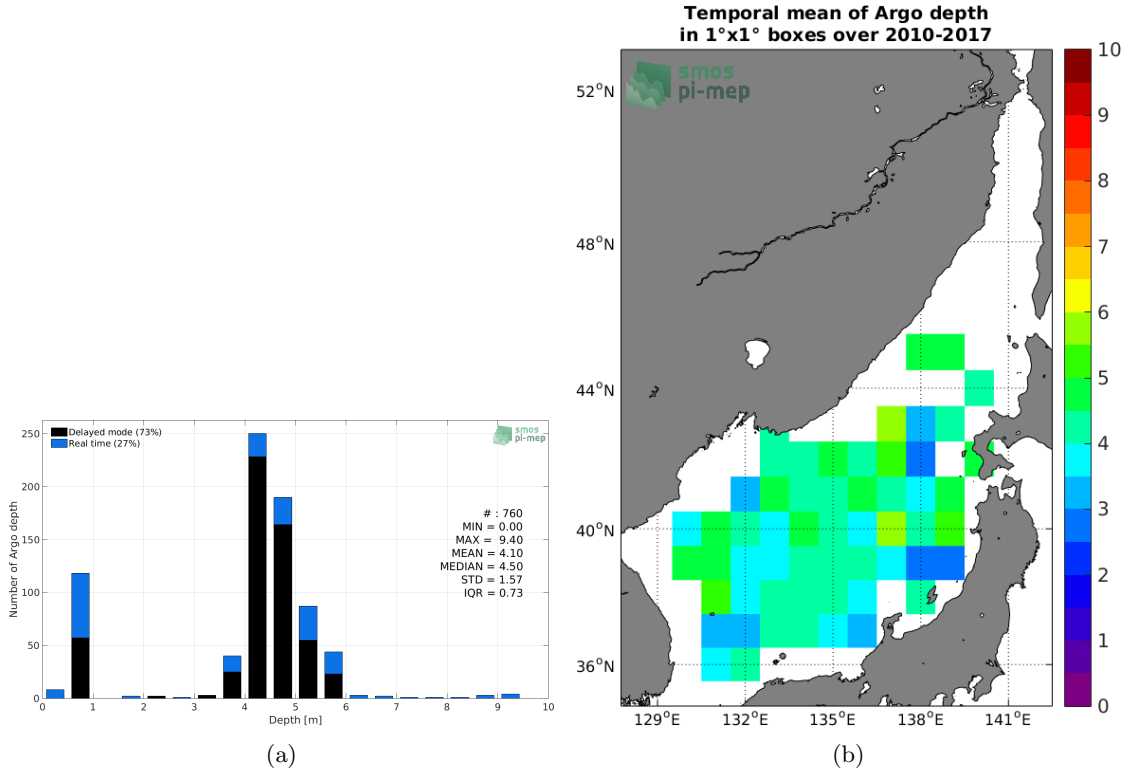 Temporal mean of Argo depth
in 1°x1° boxes over 2010-2017
smos
pi-mep
52°N
48°N
44°N
40°N
36°N
129°E 132°E 135°E 138°E 141°E
10
9
8
7
6
5
4
3
2
1
0
(b)
Delayed mode (73%)
Real time (27%)
smos
pi-mep
# : 760
MIN = 0.00
MAX = 9.40
MEAN = 4.10
MEDIAN = 4.50
STD = 1.57
IQR = 0.73
Number of Argo depth
250
200
150
100
50
0
0 1 2 3 4 5 6 7 8 9 10
Depth [m]
(a)